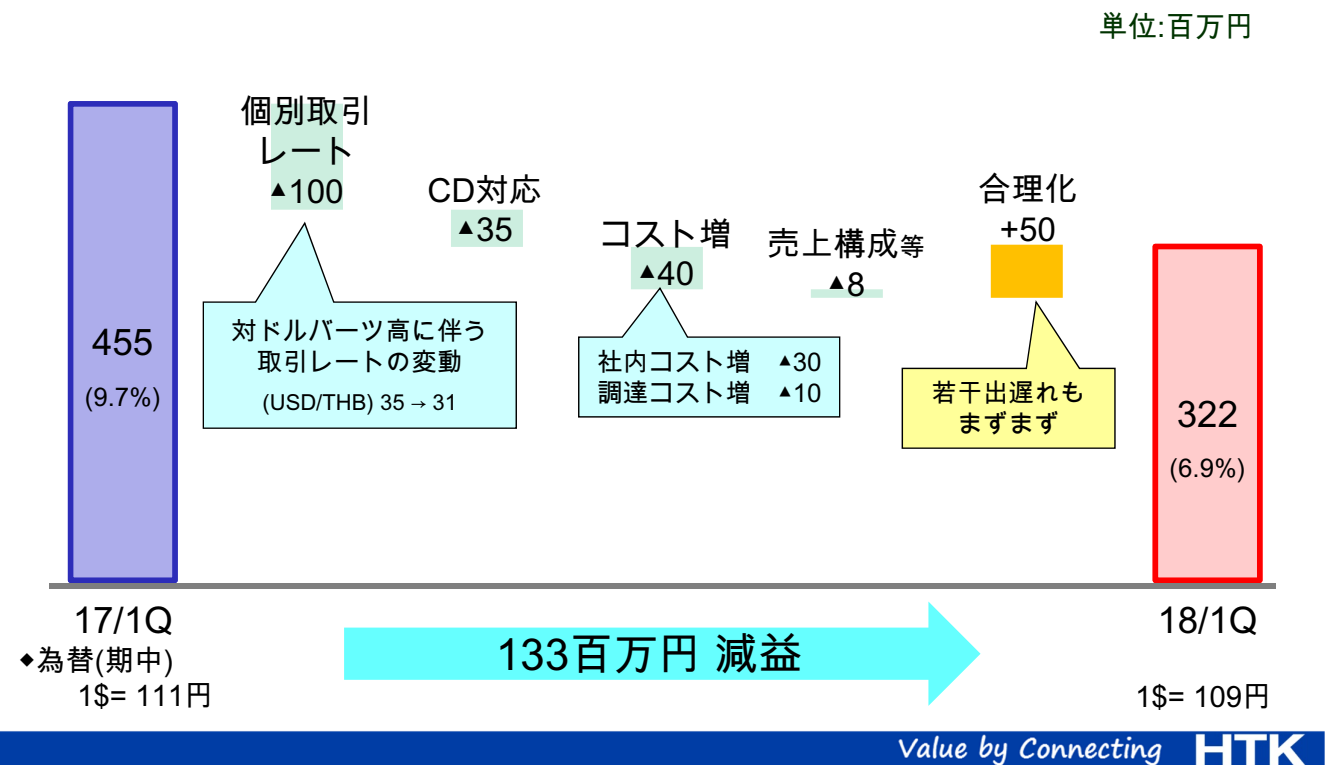 単位:百万円
個別取引
レート
▲100
CD対応
▲35
コスト増
▲40
売上構成等
▲8
合理化
+50
対ドルバーツ高に伴う
取引レートの変動
(USD/THB) 35→31
社内コスト増 ▲30
調達コスト増 ▲10
若干出遅れも
まずまず
455
(9.7%)
322
(6.9%)
17/1Q
18/1Q
133百万円 減益
◆為替(期中)
1$= 111円
1$= 109円
Value by Connecting HTK